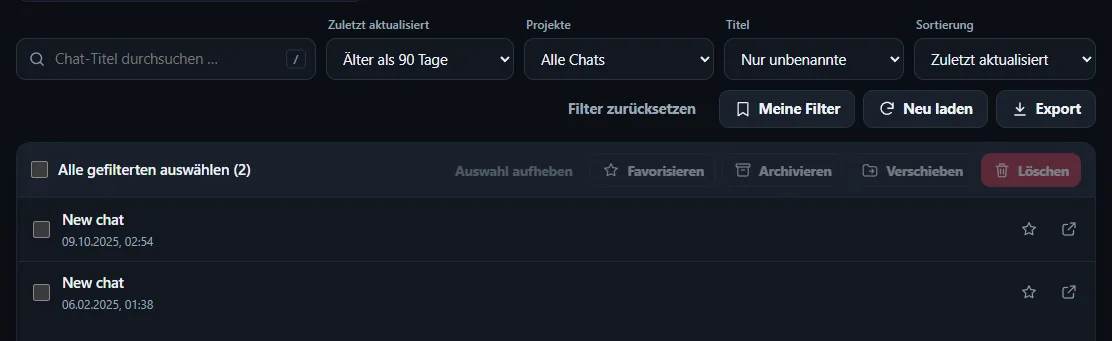 Zuletzt aktualisiert Projekte Titel Sortierung
Chat-Titel durchsuchen ... / Älter als 90 Tage Alle Chats Nur unbenannte Zuletzt aktualisiert
Filter zurücksetzen Meine Filter Neu laden Export
Alle gefilterten auswählen (2) Auswahl aufheben Favorisieren Archivieren Verschieben Löschen
New chat
09.10.2025, 02:54
New chat
06.02.2025, 01:38